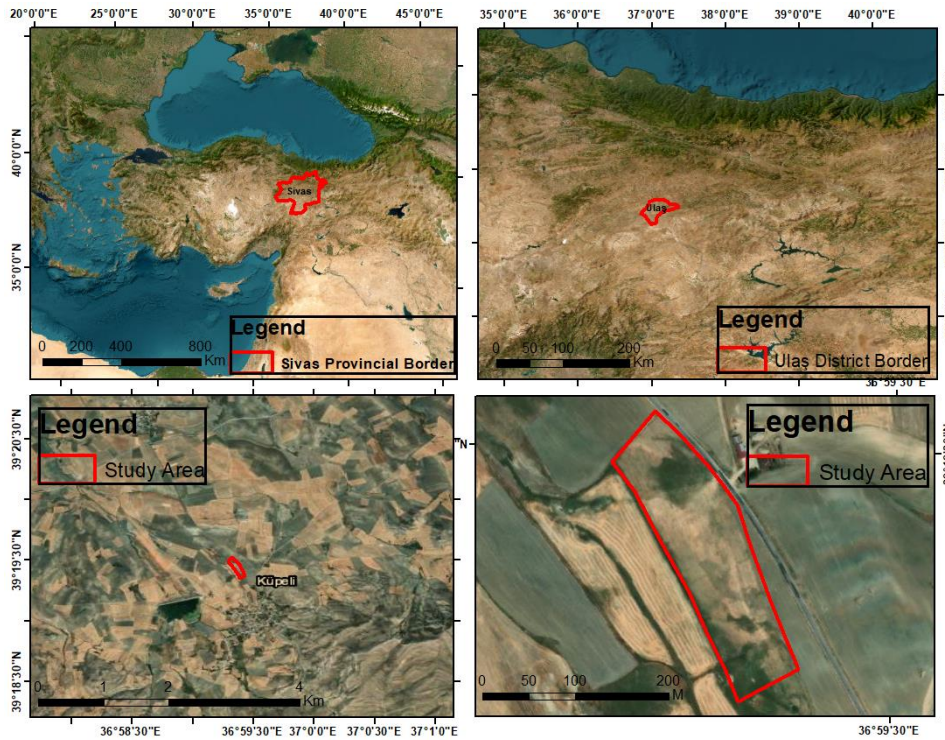 20°0'0"E 25°0'0"E 30°0'0"E 35°0'0"E 40°0'0"E 45°0'0"E
40°0'0"N
35°0'0"N
Sivas
Legend
Sivas Provincial Border
0 200 400 800
Km
35°0'0"E 36°0'0"E 37°0'0"E 38°0'0"E 39°0'0"E 40°0'0"E
Ulaş
Legend
Ulas District Border
0 50 100 200
Km
36°59'30"E
39°20'30"N
39°19'30"N
39°18'30"N
Legend
Study Area
Küpeli
0 1 2 4
Km
36°58'30"E 36°59'30"E 37°0'0"E 37°0'30"E 37°1'0"E
"N
Legend
Study Area
0 50 100 200
M
36°59'30"E